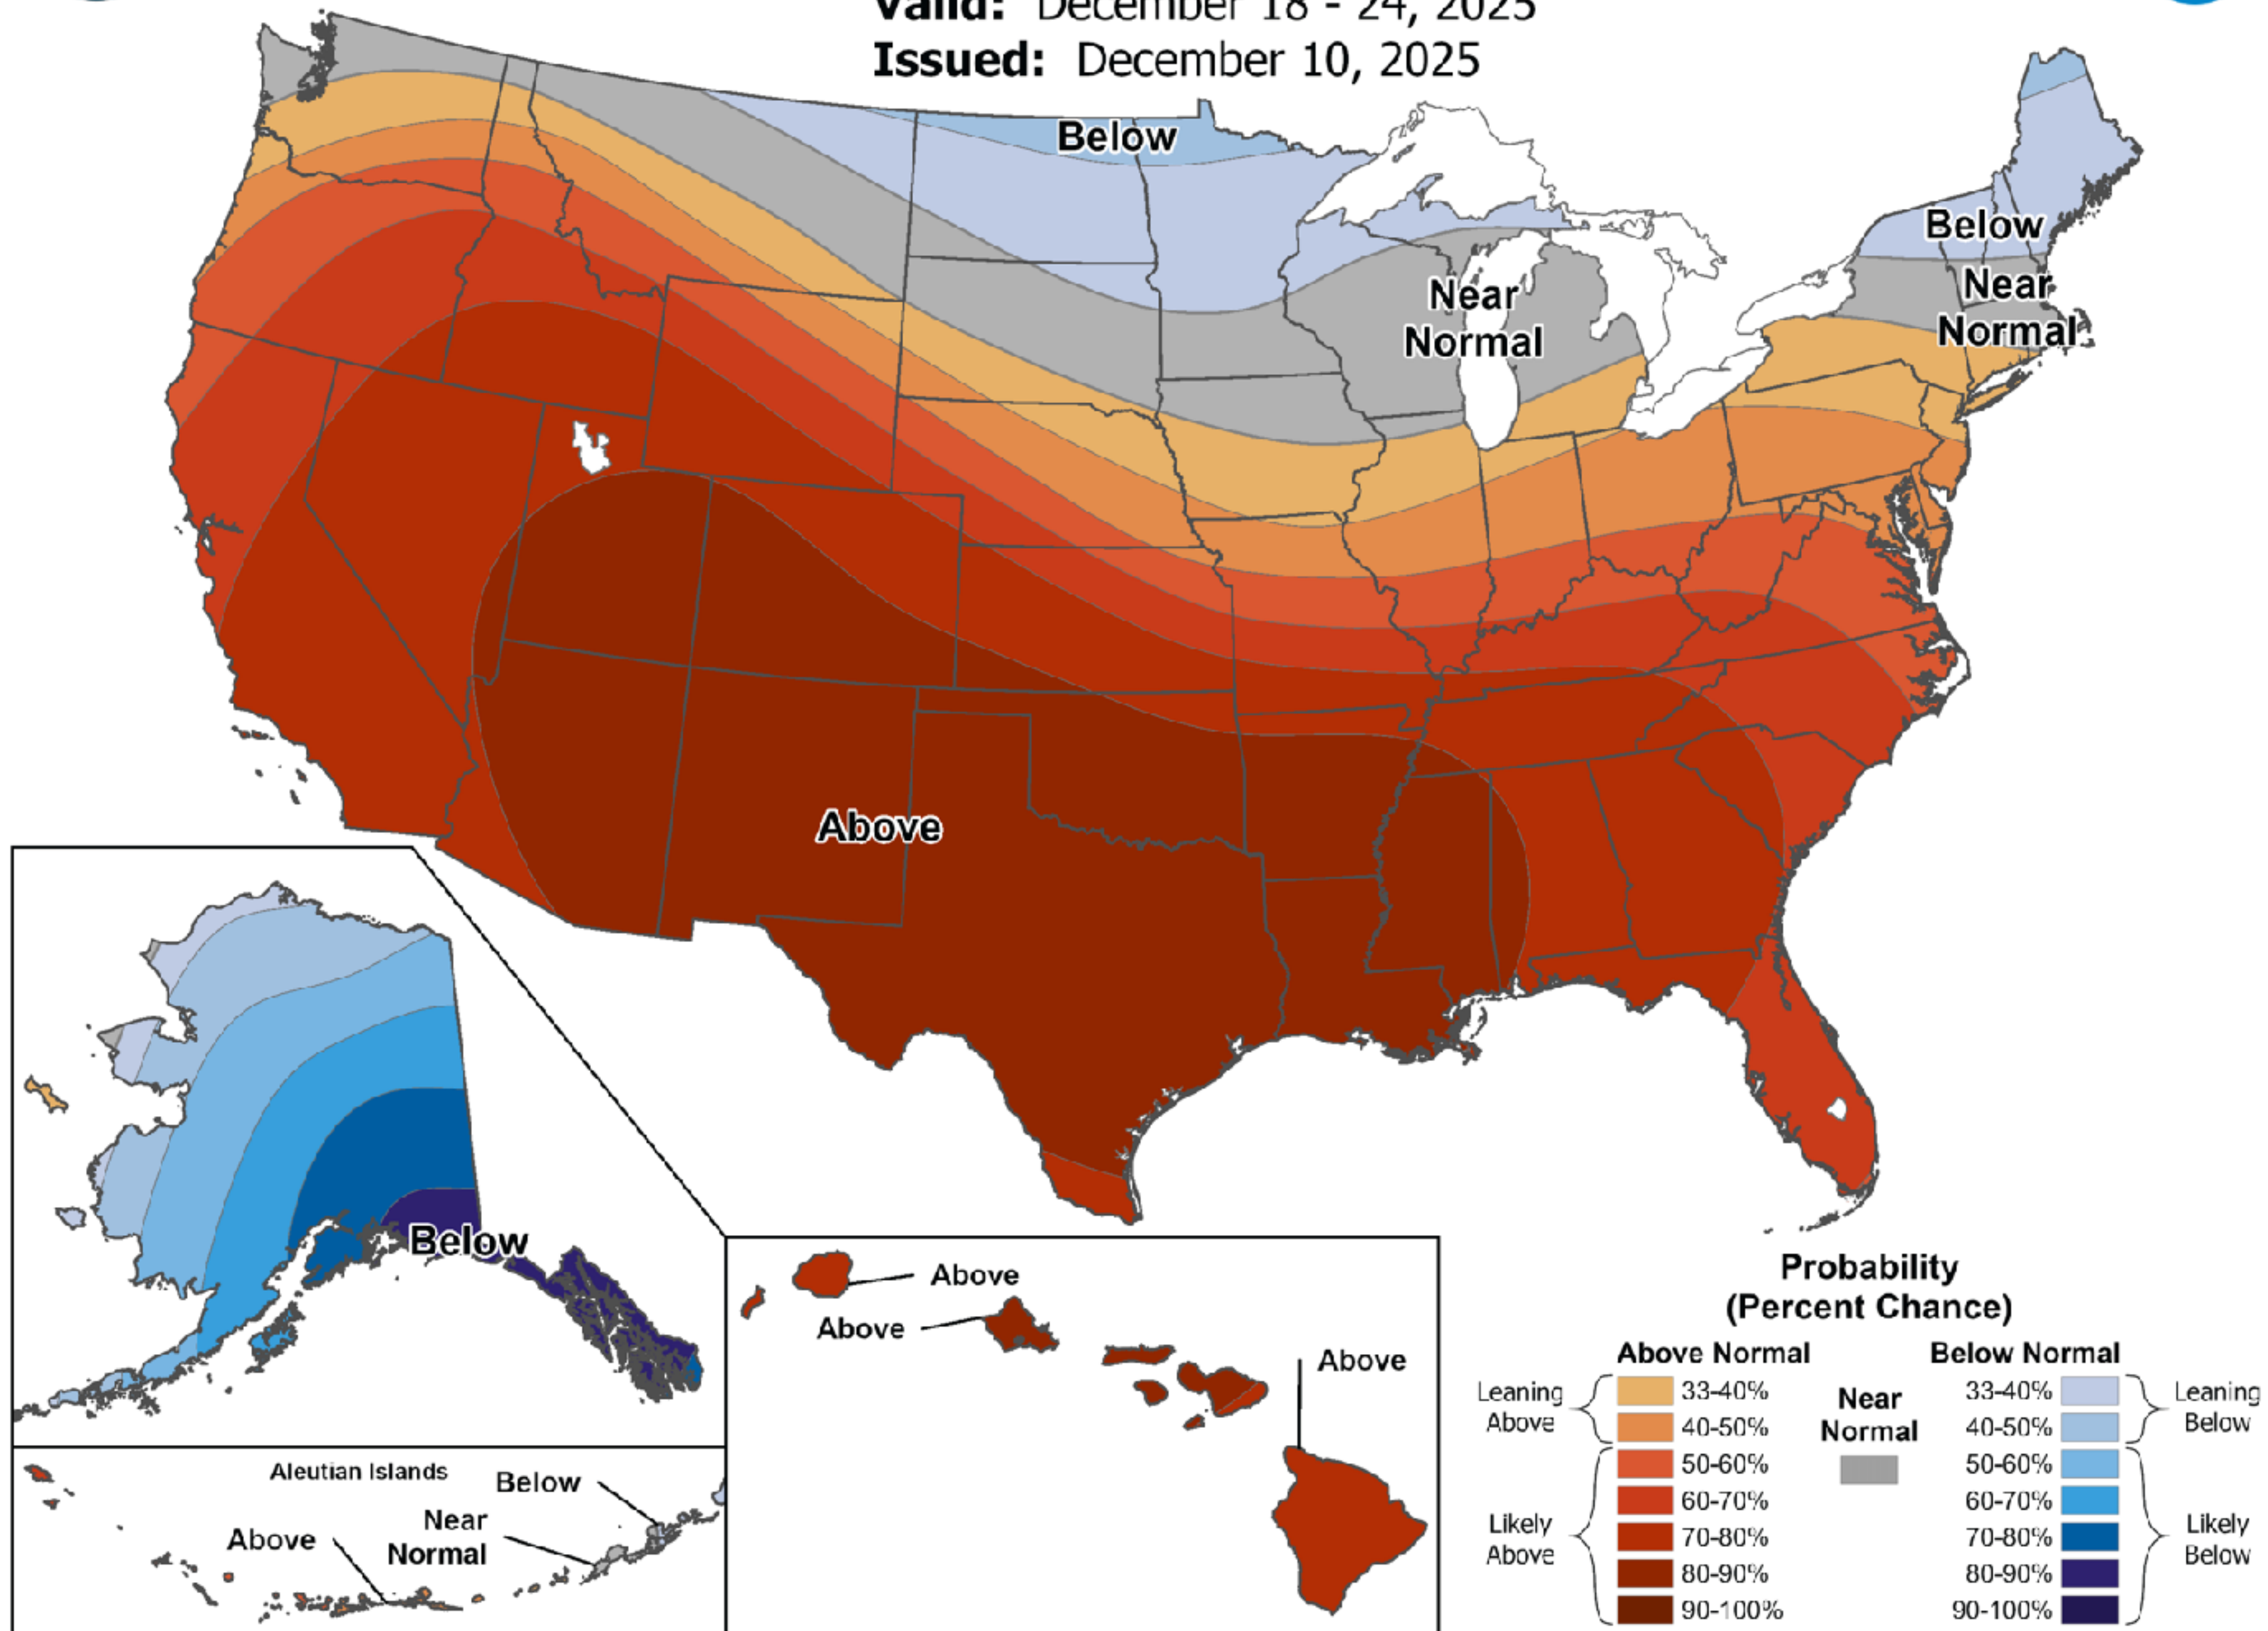 Valid: December 18 - 24, 2025
Issued: December 10, 2025
Below
Below
Near
Normal
Near
Normal
Above
Below
Aleutian Islands
Below
Near
Normal
Above
Above
Above
Above
Probability
(Percent Chance)
Above Normal
Below Normal
Leaning
Above
33-40%
40-50%
50-60%
60-70%
70-80%
80-90%
90-100%
Likely
Above
Near
Normal
33-40%
40-50%
50-60%
60-70%
70-80%
80-90%
90-100%
Leaning
Below
Likely
Below